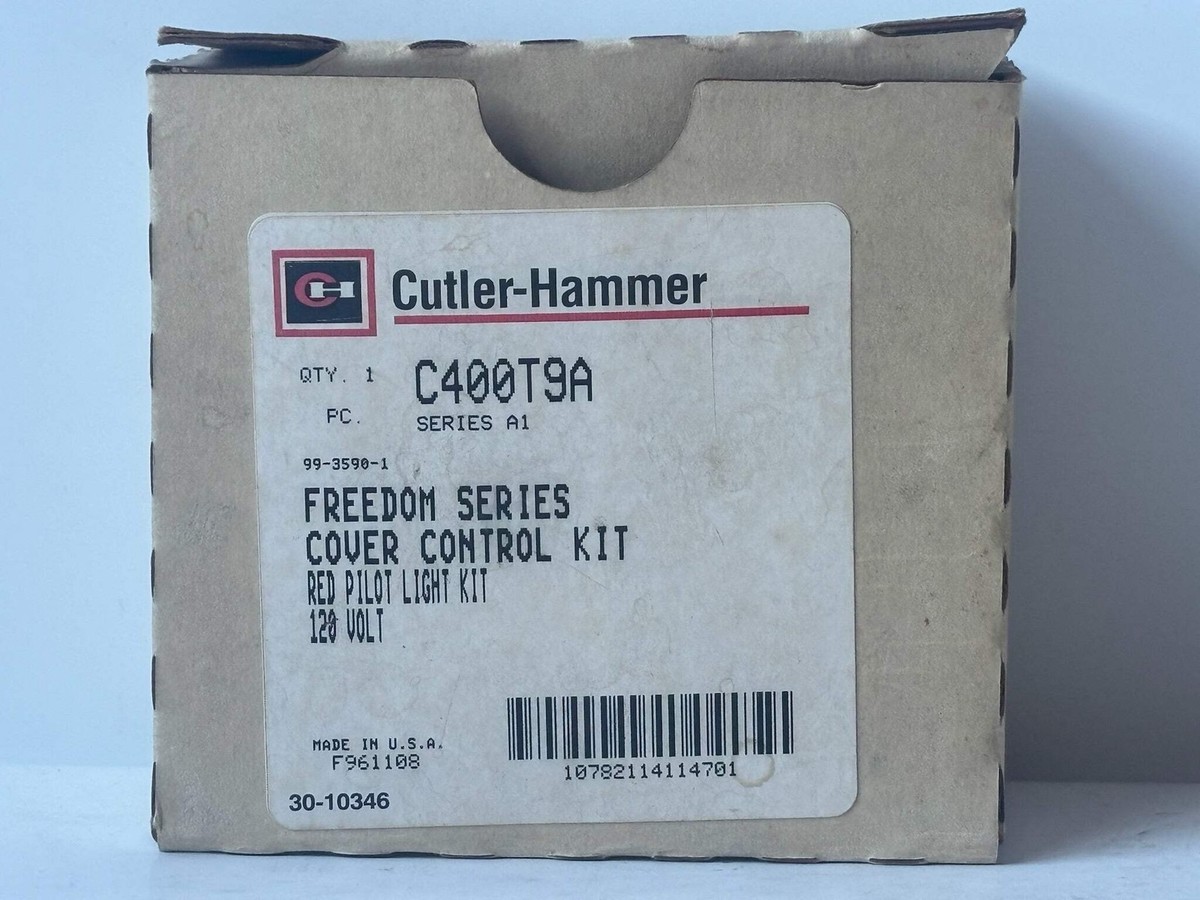 CH
Cutler-Hammer
QTY. 1 C400T9A
PC. SERIES A1
99-3590-1
FREEDOM SERIES
COVER CONTROL KIT
RED PILOT LIGHT KIT
120 VOLT
MADE IN U.S.A.
F961108
10782114114701
30-10346